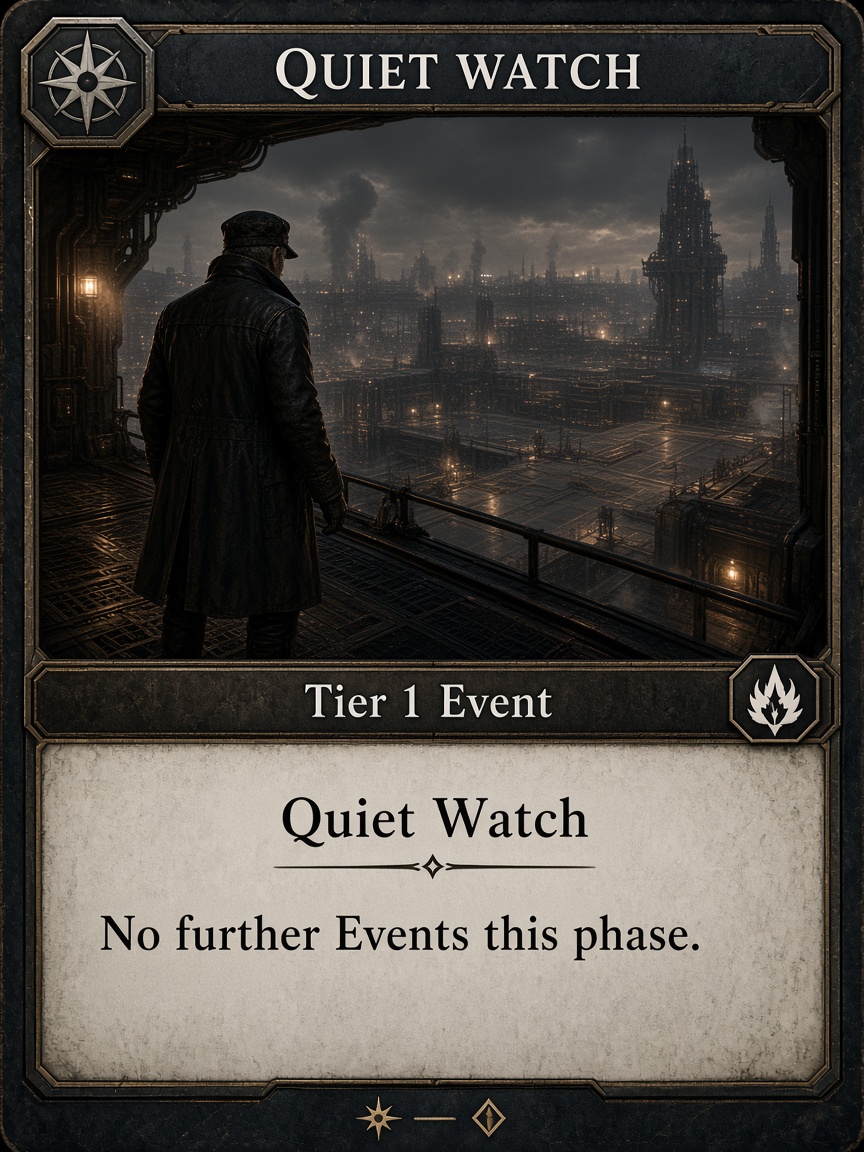 QUIET WATCH
Tier 1 Event
Quiet Watch
No further Events this phase.